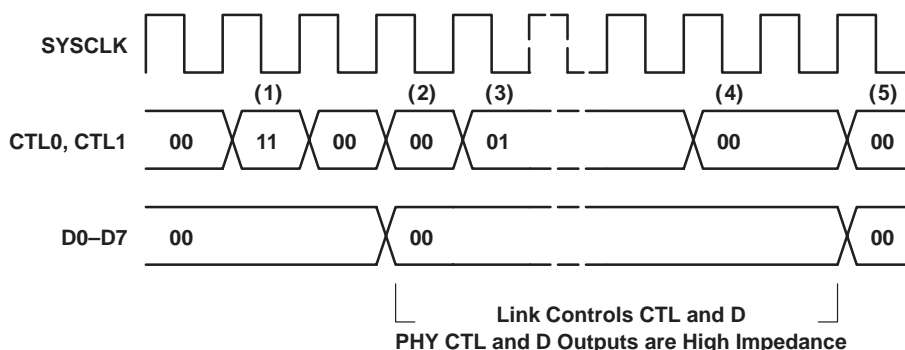 SYSCLK
(1) (2) (3) (4) (5)
CTL0, CTL1 00 11 00 00 01 00 00
D0–D7 00 00 00
Link Controls CTL and D
PHY CTL and D Outputs are High Impedance